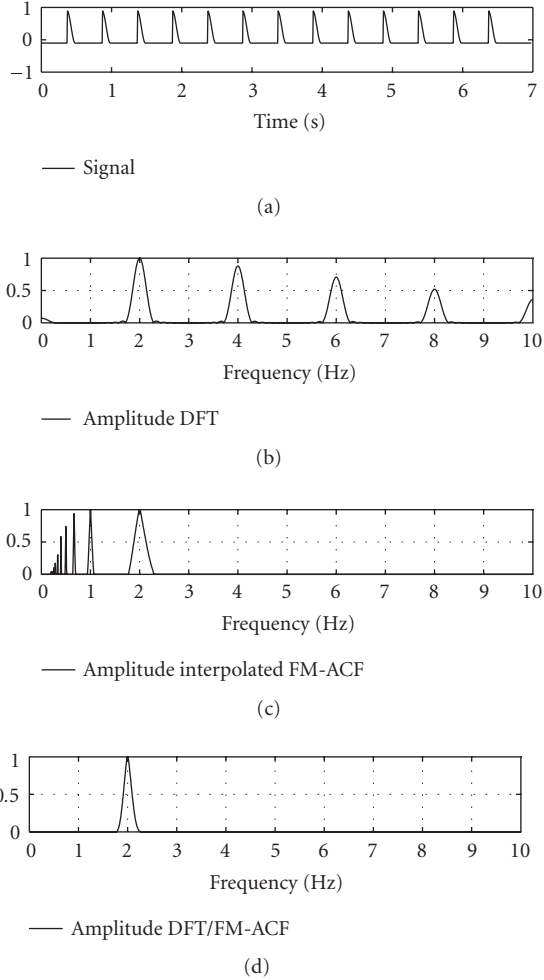 1
0
−1
0 1 2 3 4 5 6 7
Time (s)
Signal
(a)
1
0.5
0
0 1 2 3 4 5 6 7 8 9 10
Frequency (Hz)
Amplitude DFT
(b)
1
0.5
0
0 1 2 3 4 5 6 7 8 9 10
Frequency (Hz)
Amplitude interpolated FM-ACF
(c)
1
0.5
0
0 1 2 3 4 5 6 7 8 9 10
Frequency (Hz)
Amplitude DFT/FM-ACF
(d)